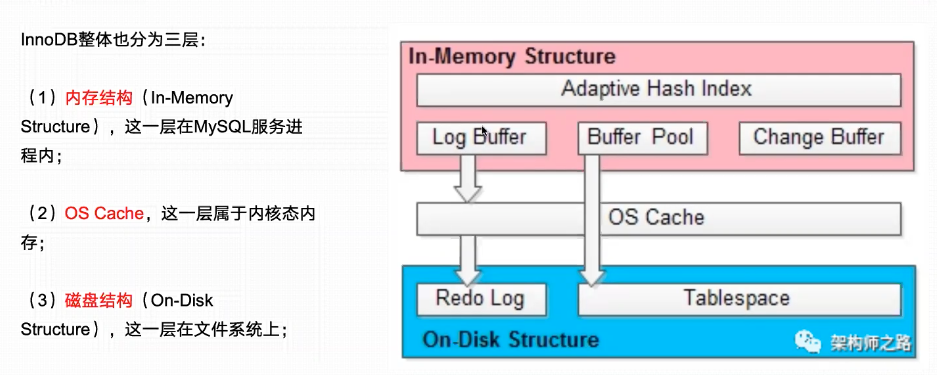 InnoDB整体也分为三层：
（1）内存结构（In-Memory
Structure），这一层在MySQL服务进
程内；
（2）OS Cache，这一层属于内核态内
存；
（3）磁盘结构（On-Disk
Structure），这一层在文件系统上；
In-Memory Structure
Adaptive Hash Index
Log Buffer
Buffer Pool
Change Buffer
OS Cache
Redo Log
Tablespace
On-Disk Structure
架构师之路